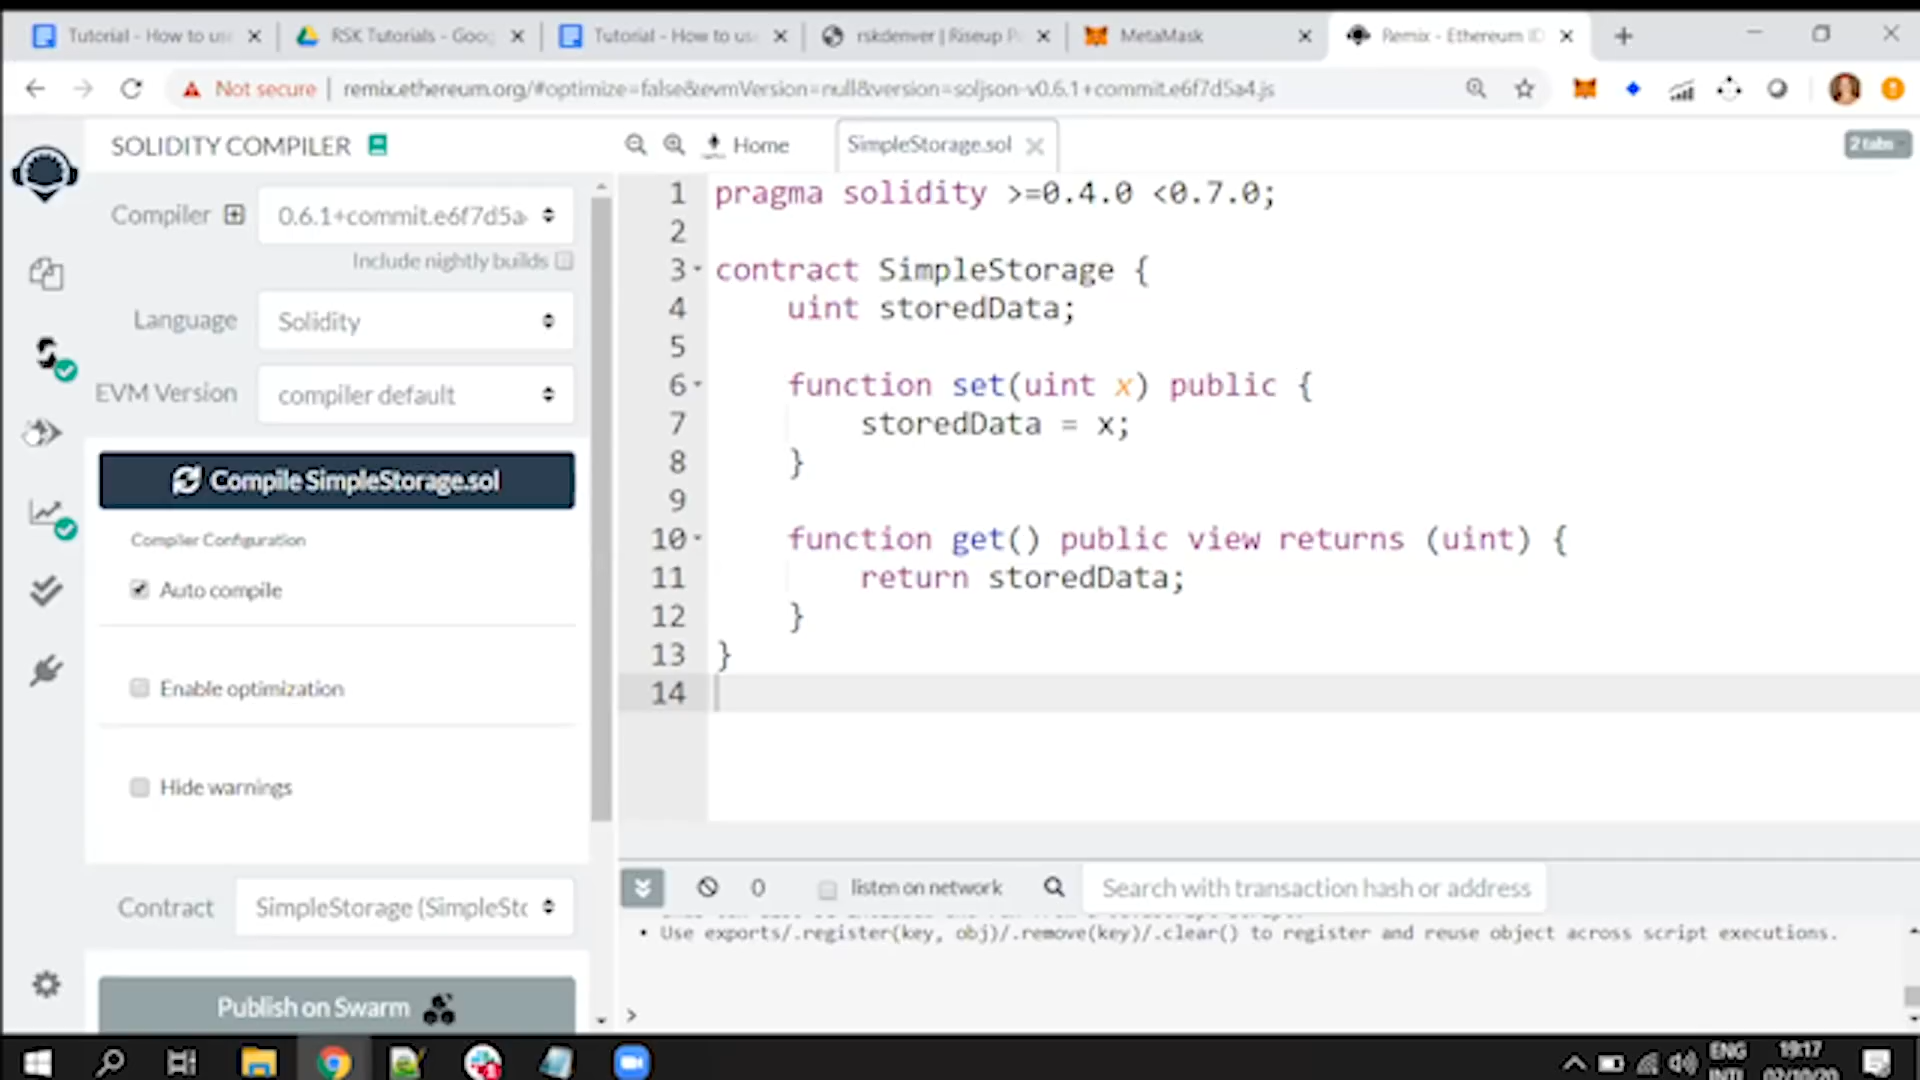 Tutorial - How to us
RSK Tutorials - Goog
Tutorial - How to us
rskdenver | Riseup P
MetaMask
Remix - Ethereum ID
Not secure | remix.ethereum.org/#optimize=false&evmVersion=null&version=soljson-v0.6.1+commit.e6f7d5a4.js
SOLIDITY COMPILER
Home
SimpleStorage.sol
2 tabs
Compiler
0.6.1+commit.e6f7d5a
Include nightly builds
Language
Solidity
EVM Version
compiler default
Compile SimpleStorage.sol
Compiler Configuration
Auto compile
Enable optimization
Hide warnings
Contract
SimpleStorage (SimpleSto
Publish on Swarm
1 pragma solidity >=0.4.0 <0.7.0;
2
3 contract SimpleStorage {
4 uint storedData;
5
6 function set(uint x) public {
7 storedData = x;
8 }
9
10 function get() public view returns (uint) {
11 return storedData;
12 }
13 }
14
0
listen on network
Search with transaction hash or address
• Use exports/.register(key, obj)/.remove(key)/.clear() to register and reuse object across script executions.
>
ENG
INTL
19:17
02/10/20